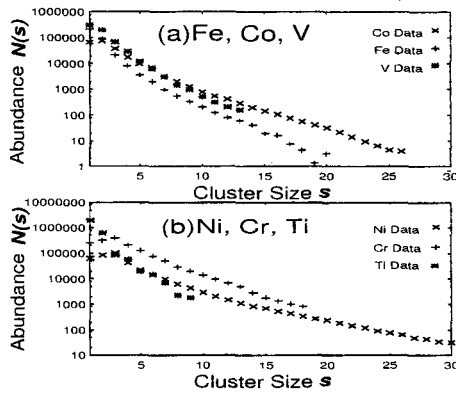 (a)Fe, Co, V
Abundance N(s)
1000000
100000
10000
1000
100
10
1
Co Data
Fe Data
V Data
5 10 15 20 25 30
Cluster Size s
(b)Ni, Cr, Ti
Abundance N(s)
10000000
1000000
100000
10000
1000
100
10
Ni Data
Cr Data
Ti Data
5 10 15 20 25 30
Cluster Size s